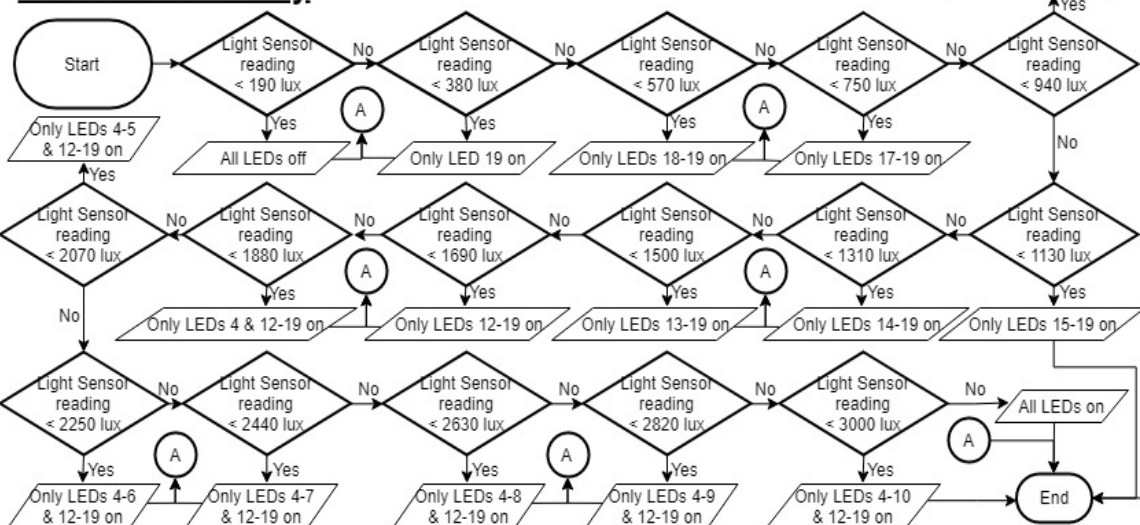 Yes
Start
Light Sensor
reading
< 190 lux
No
Light Sensor
reading
< 380 lux
No
Light Sensor
reading
< 570 lux
No
Light Sensor
reading
< 750 lux
No
Light Sensor
reading
< 940 lux
Only LEDs 4-5
& 12-19 on
Yes
A
Yes
Yes
A
Yes
No
All LEDs off
Only LED 19 on
Only LEDs 18-19 on
Only LEDs 17-19 on
Yes
Light Sensor
reading
< 2070 lux
No
Light Sensor
reading
< 1880 lux
No
Light Sensor
reading
< 1690 lux
No
Light Sensor
reading
< 1500 lux
No
Light Sensor
reading
< 1310 lux
No
Light Sensor
reading
< 1130 lux
Yes
A
Yes
Yes
A
Yes
Yes
No
Only LEDs 4 & 12-19 on
Only LEDs 12-19 on
Only LEDs 13-19 on
Only LEDs 14-19 on
Only LEDs 15-19 on
Light Sensor
reading
< 2250 lux
No
Light Sensor
reading
< 2440 lux
No
Light Sensor
reading
< 2630 lux
No
Light Sensor
reading
< 2820 lux
No
Light Sensor
reading
< 3000 lux
No
All LEDs on
A
Yes
A
Yes
Yes
A
Yes
Yes
Only LEDs 4-6
& 12-19 on
Only LEDs 4-7
& 12-19 on
Only LEDs 4-8
& 12-19 on
Only LEDs 4-9
& 12-19 on
Only LEDs 4-10
& 12-19 on
End